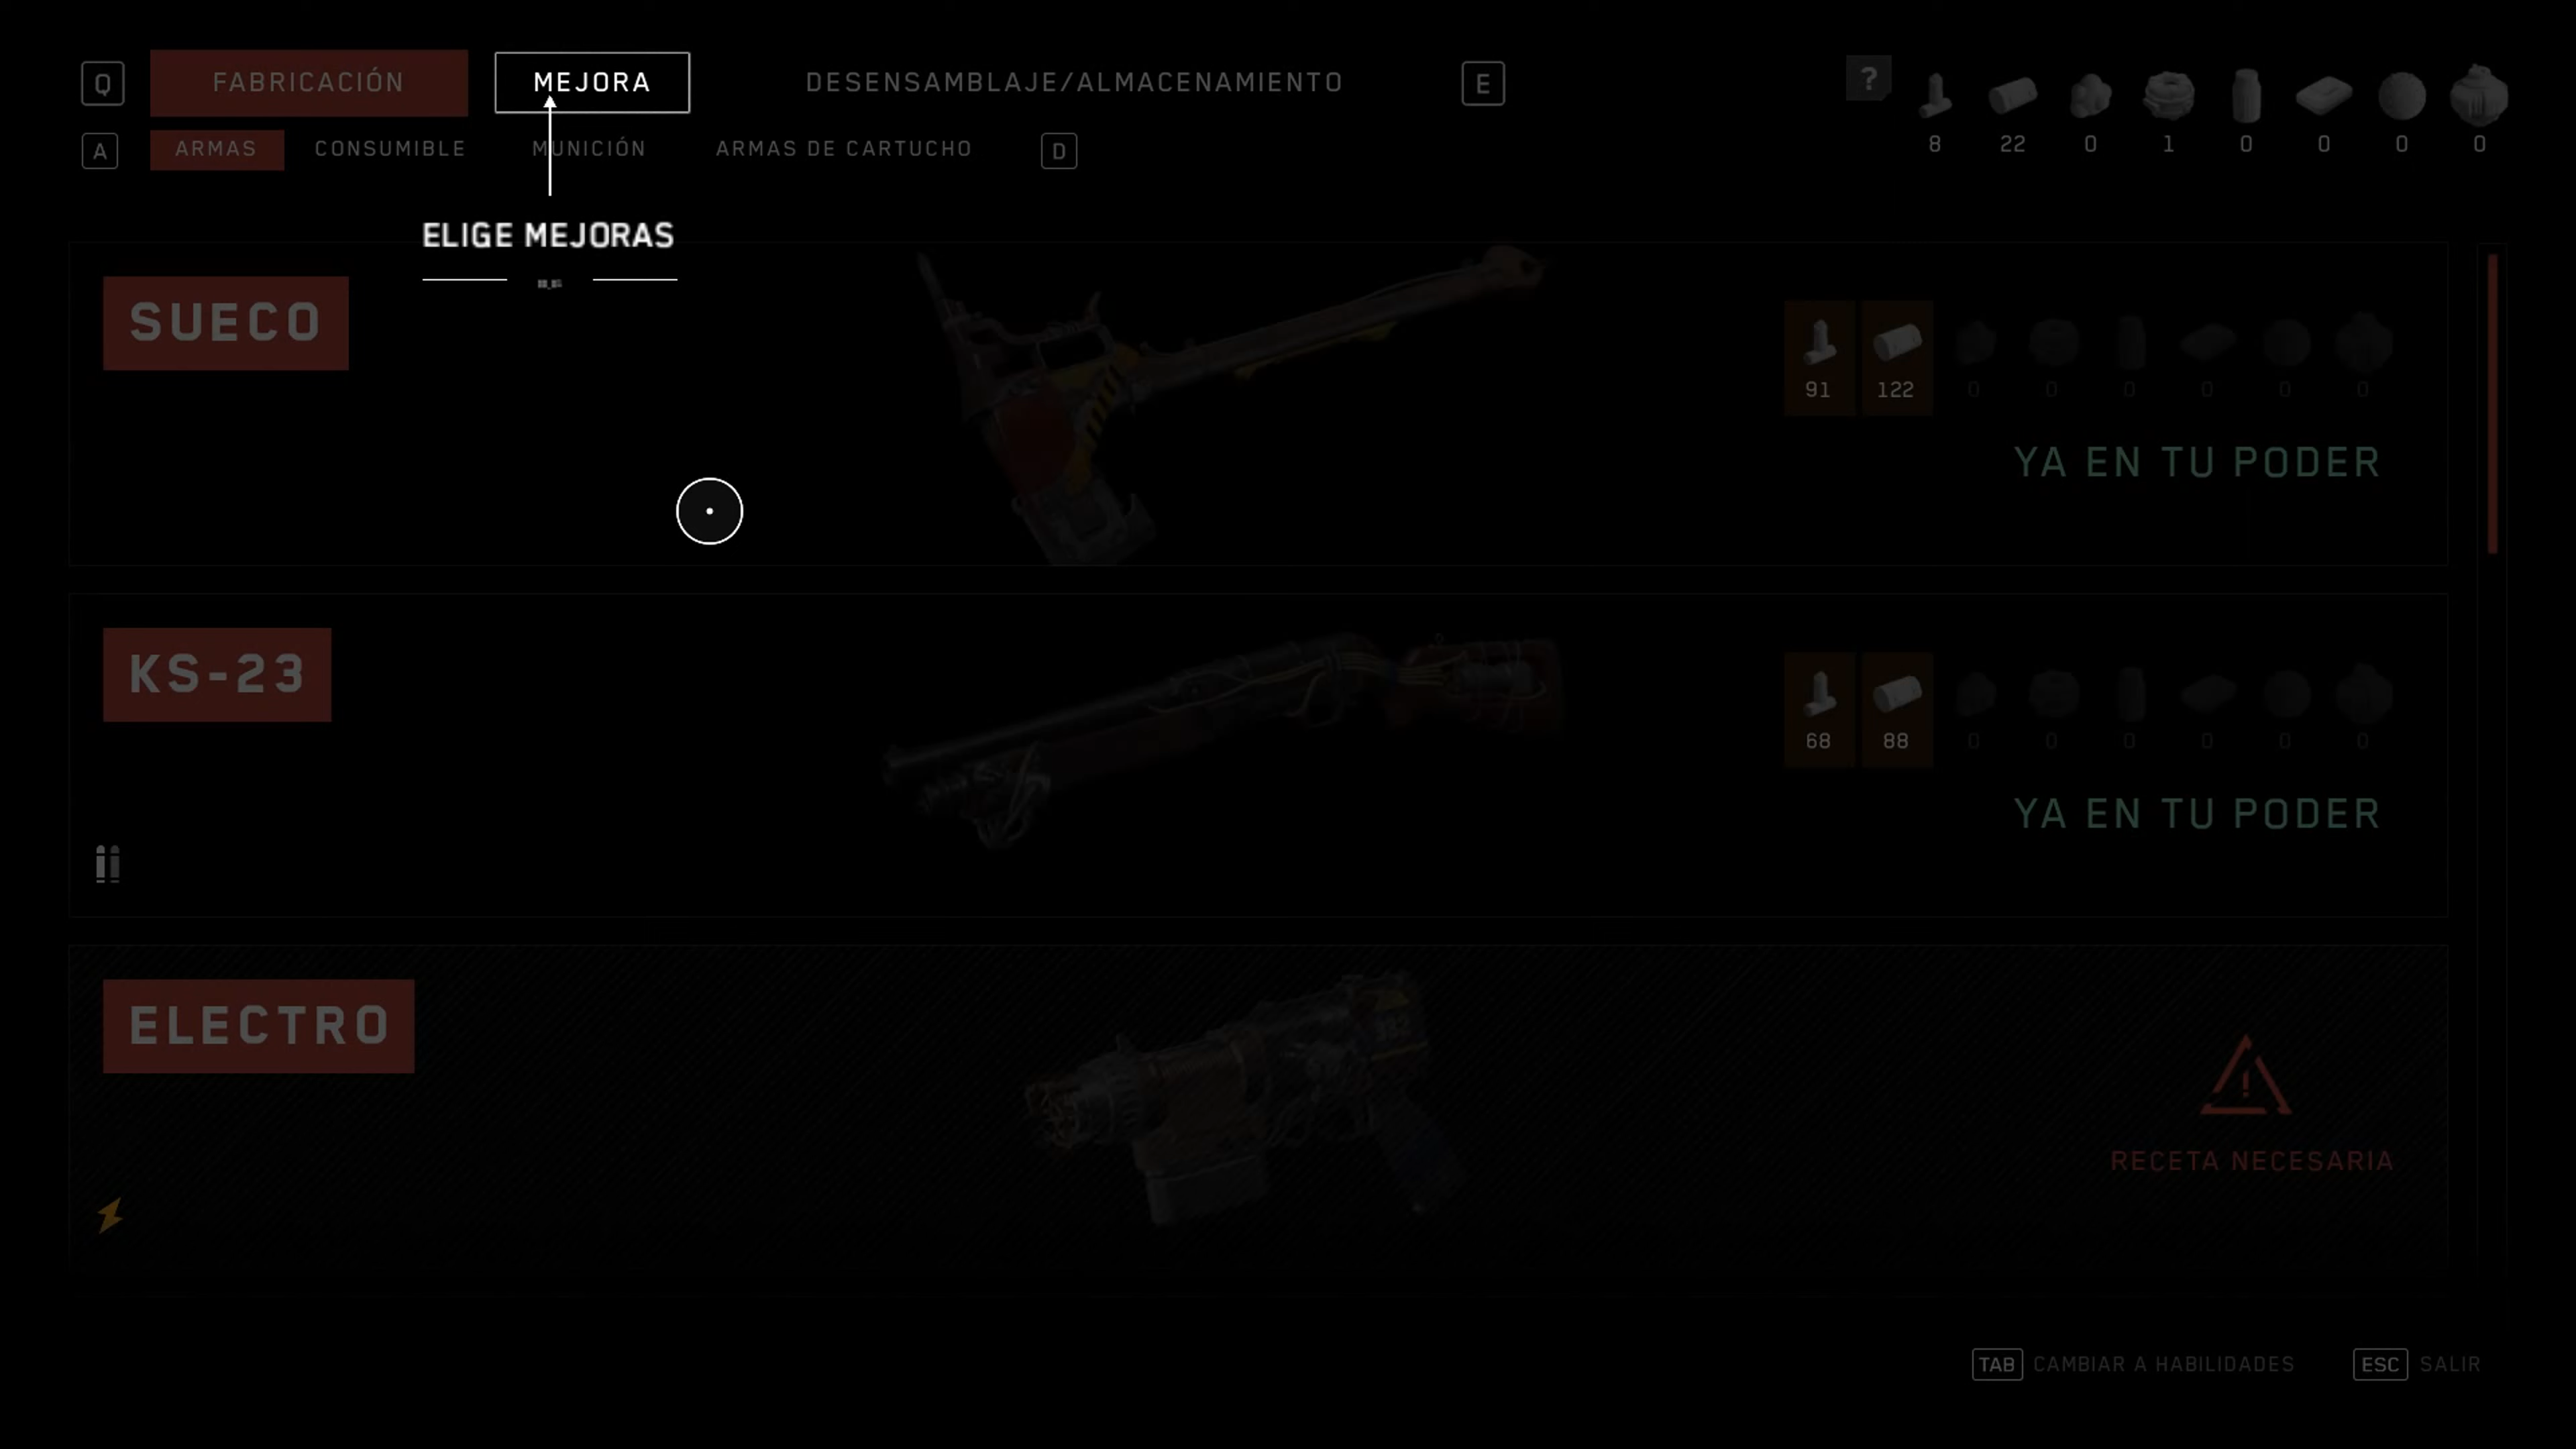 Q FABRICACIÓN MEJORA DESENSAMBLAJE/ALMACENAMIENTO E ?
8 22 0 1 0 0 0 0
A ARMAS CONSUMIBLE MUNICIÓN ARMAS DE CARTUCHO D
ELIGE MEJORAS
SUECO
91 122 0 0 0 0 0 0
YA EN TU PODER
KS-23
68 88 0 0 0 0 0 0
YA EN TU PODER
ELECTRO
!
RECETA NECESARIA
TAB CAMBIAR A HABILIDADES ESC SALIR